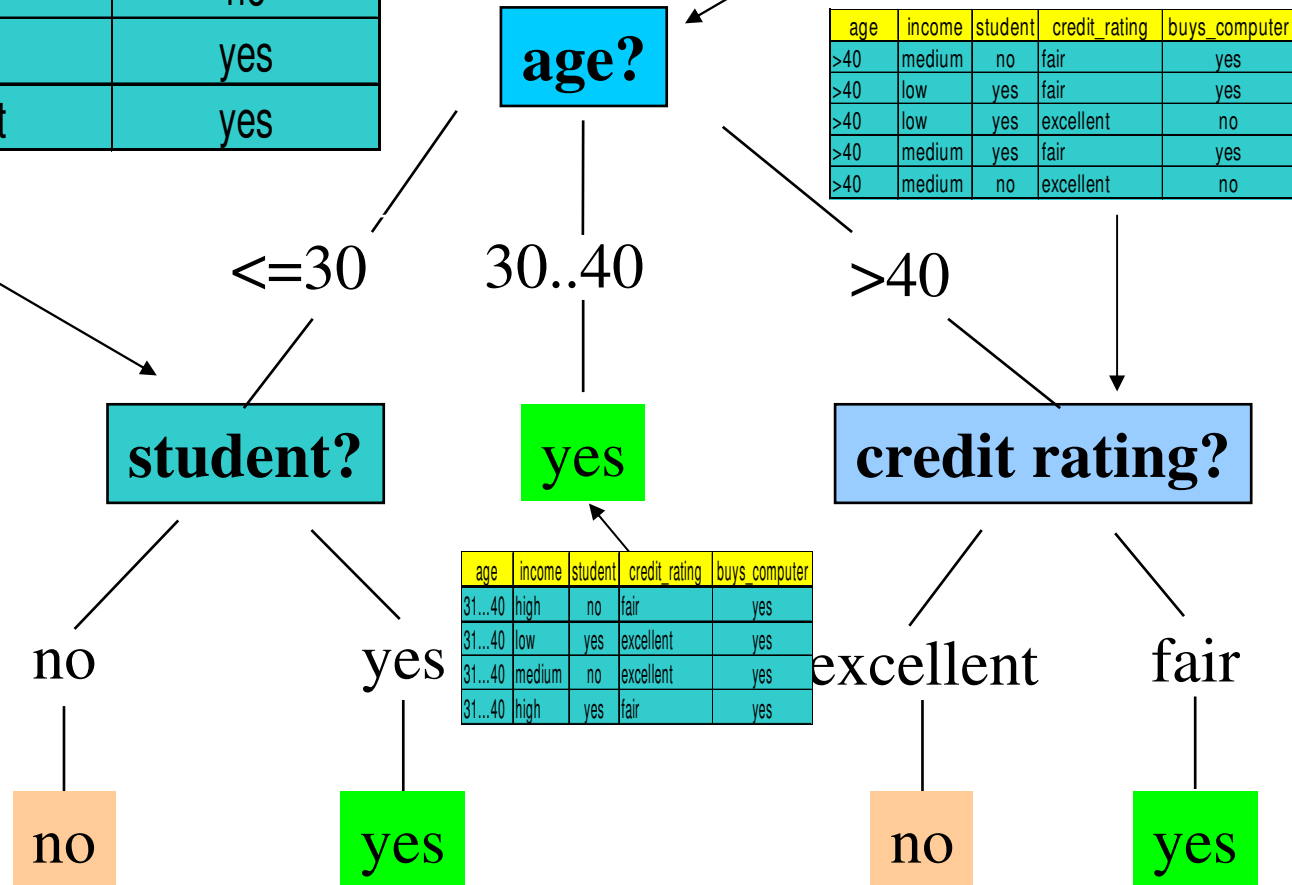 no
yes
t yes
age?
age income student credit_rating buys_computer
>40 medium no fair yes
>40 low yes fair yes
>40 low yes excellent no
>40 medium yes fair yes
>40 medium no excellent no
<=30 30..40 >40
student? yes credit rating?
age income student credit_rating buys_computer
31...40 high no fair yes
31...40 low yes excellent yes
31...40 medium no excellent yes
31...40 high yes fair yes
no yes excellent fair
no yes no yes